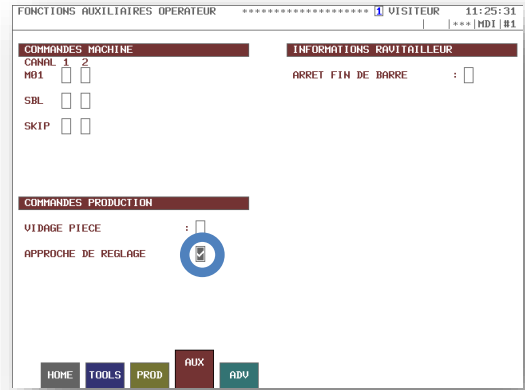 FONCTIONS AUXILIAIRES OPERATEUR ******************** 1 VISITEUR 11:25:31
| |***|MDI|#1
COMMANDES MACHINE
CANAL 1 2
M01
SBL
SKIP
INFORMATIONS RAVITAILLEUR
ARRET FIN DE BARRE :
COMMANDES PRODUCTION
VIDAGE PIECE :
APPROCHE DE REGLAGE
HOME TOOLS PROD AUX ADV